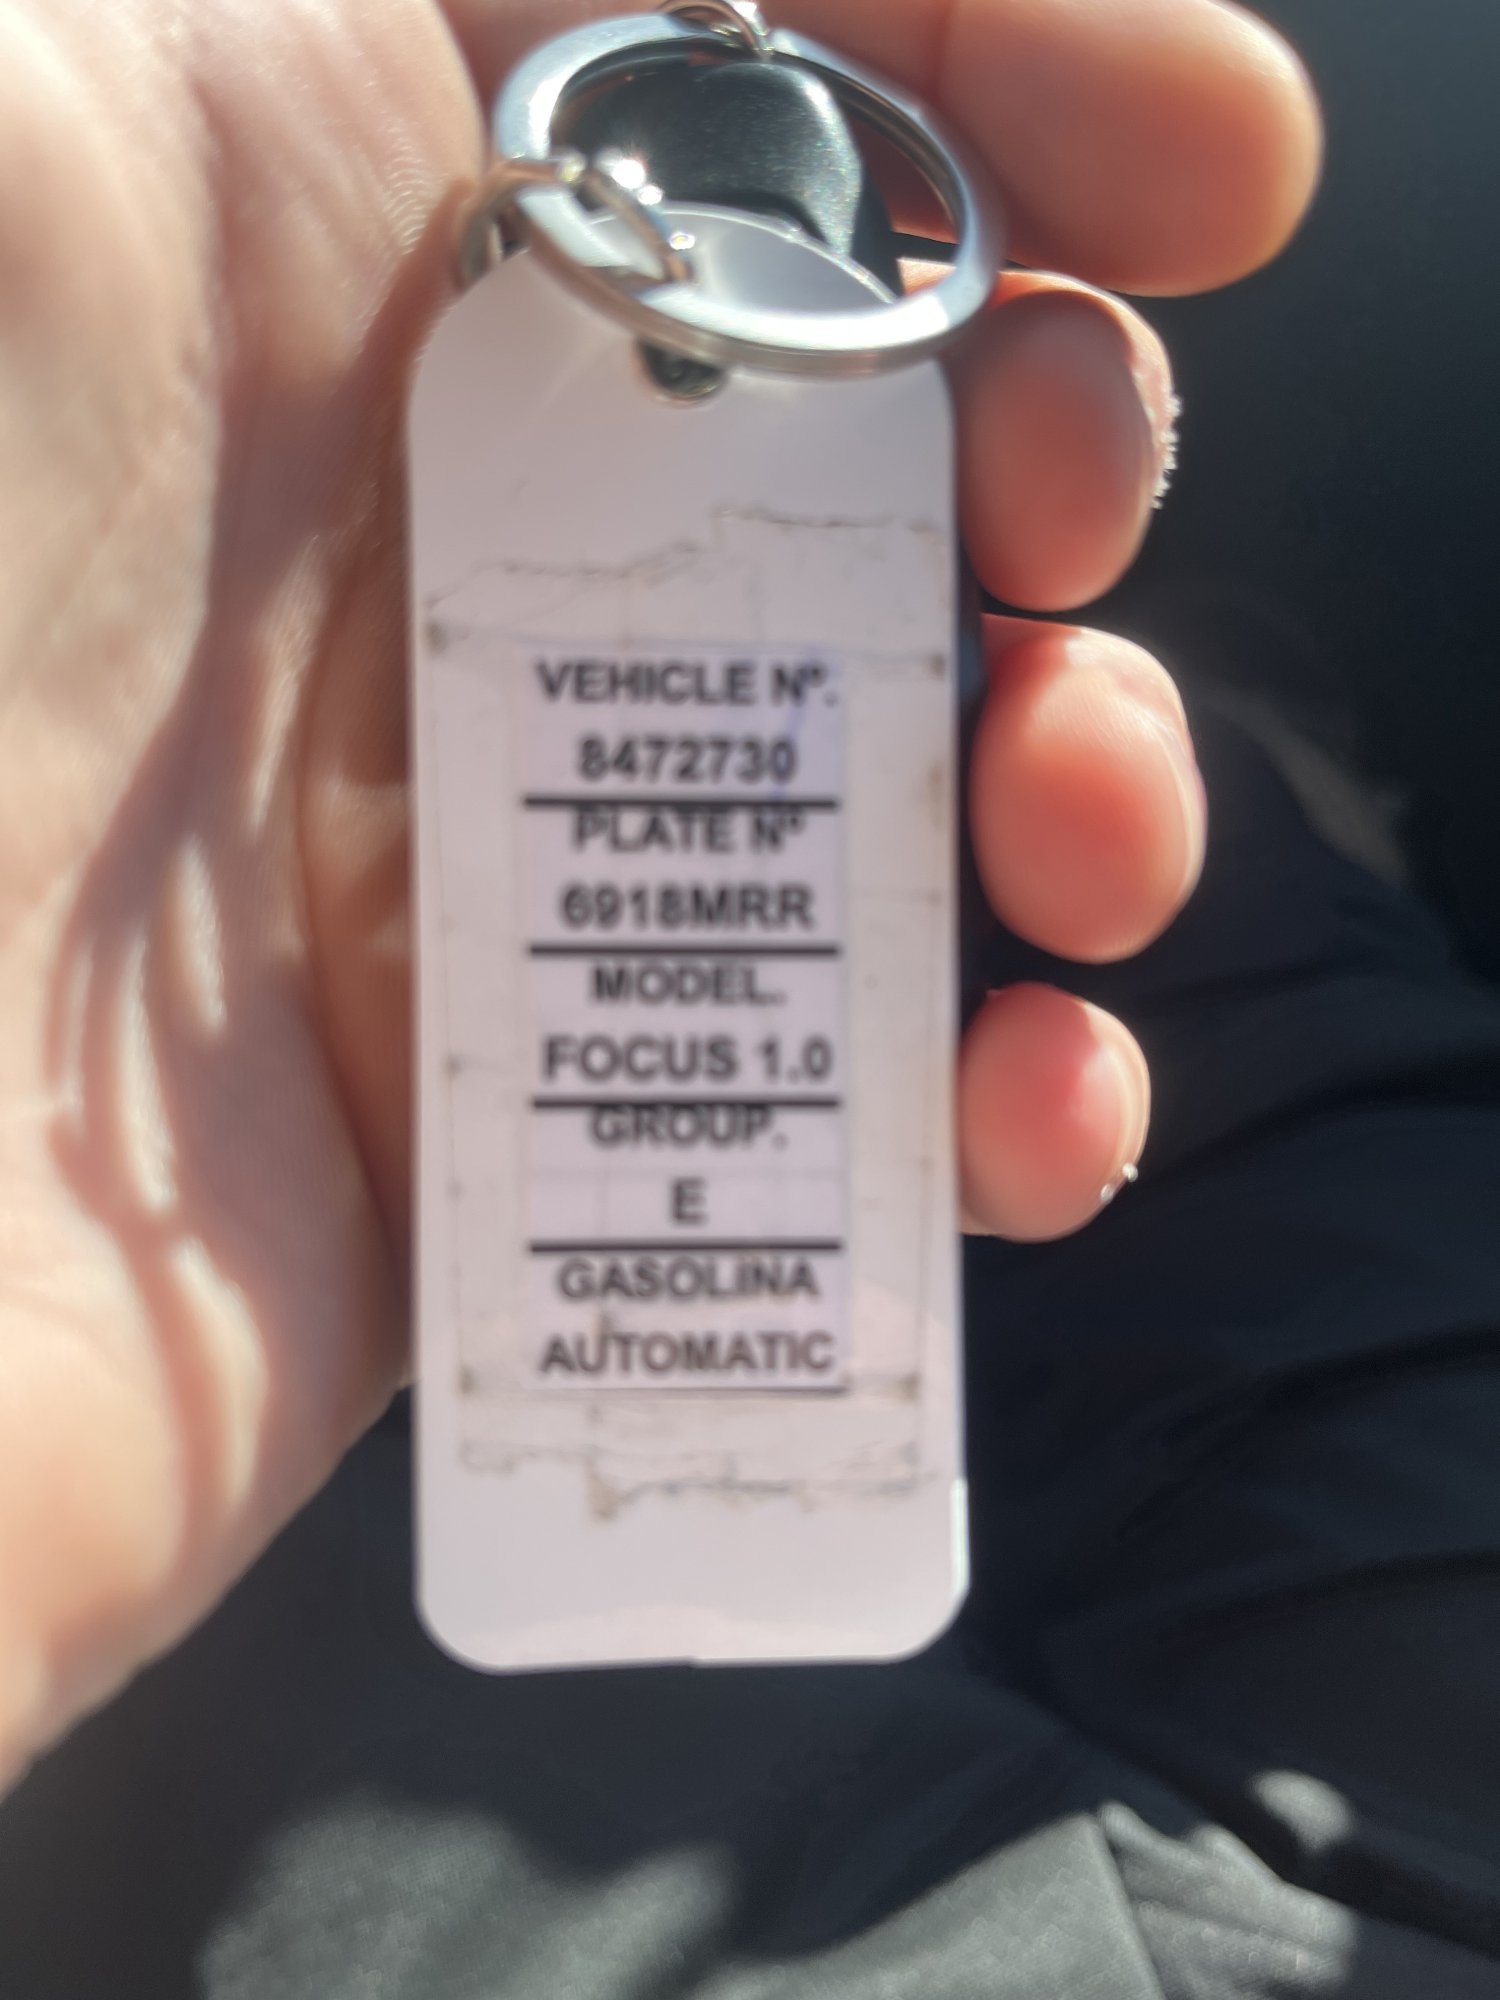 VEHICLE Nº.
8472730
PLATE Nº
6918MRR
MODEL.
FOCUS 1.0
GROUP.
E
GASOLINA
AUTOMATIC